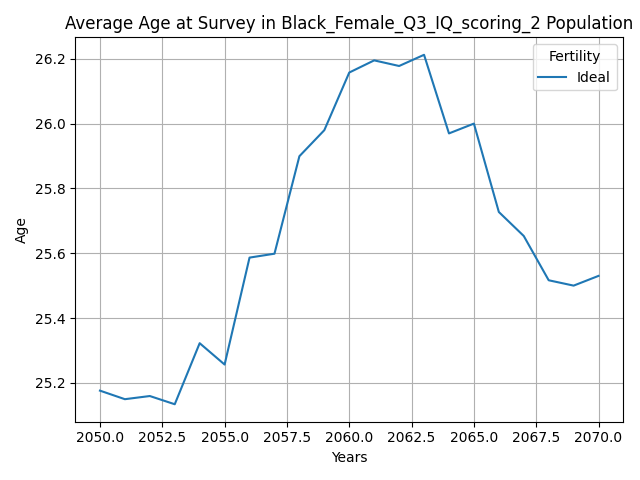 Average Age at Survey in Black_Female_Q3_IQ_scoring_2 Population
Fertility
Ideal
26.2
26.0
25.8
25.6
25.4
25.2
Age
2050.0 2052.5 2055.0 2057.5 2060.0 2062.5 2065.0 2067.5 2070.0
Years